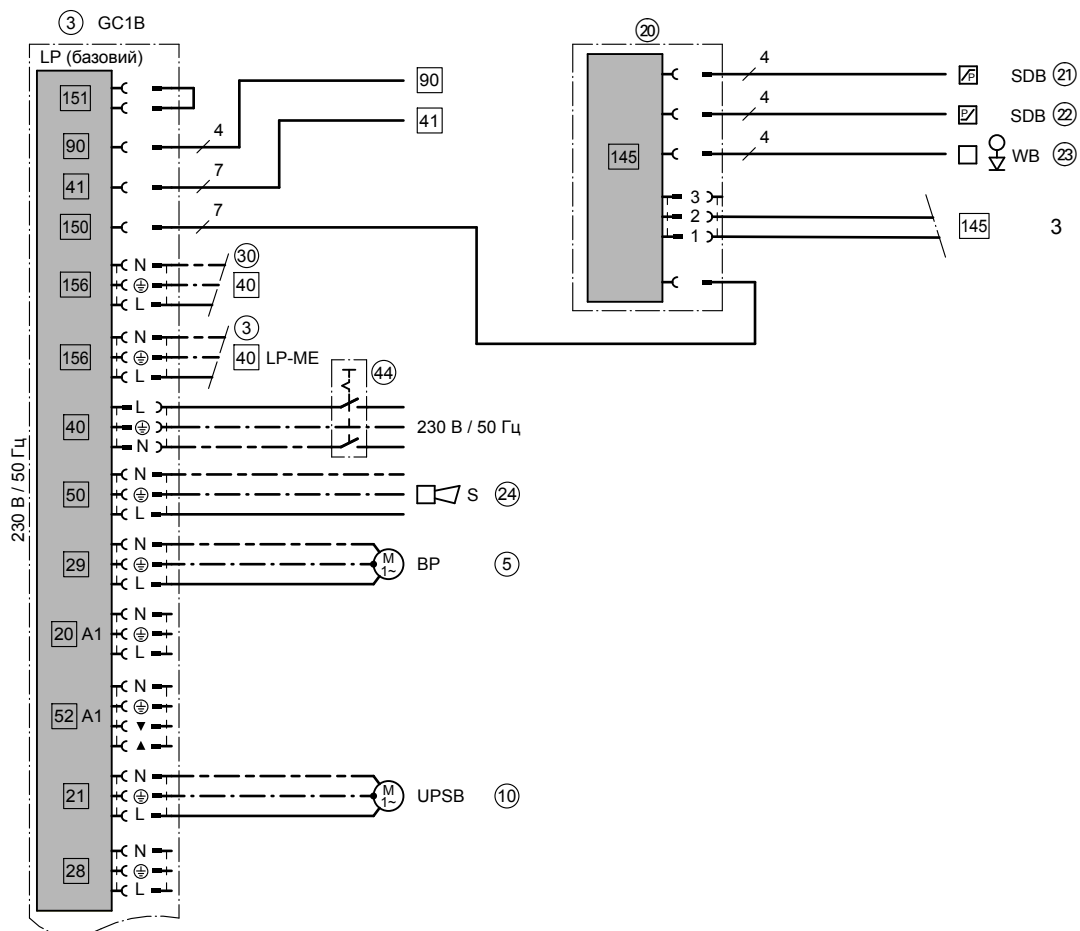 3 GC1B
LP (базовий)
151
90
4
90
41
7
41
150
7
156
N
L
30
40
156
N
L
3
40 LP-ME
40
L
N
44
230 В / 50 Гц
230 В / 50 Гц
50
N
L
S 24
29
N
L
M
1~
BP 5
20 A1
N
L
52 A1
N
21
N
L
M
1~
UPSB 10
28
N
L
20
145
4
P
SDB 21
4
P
SDB 22
4
WB 23
3
2
1
145 3